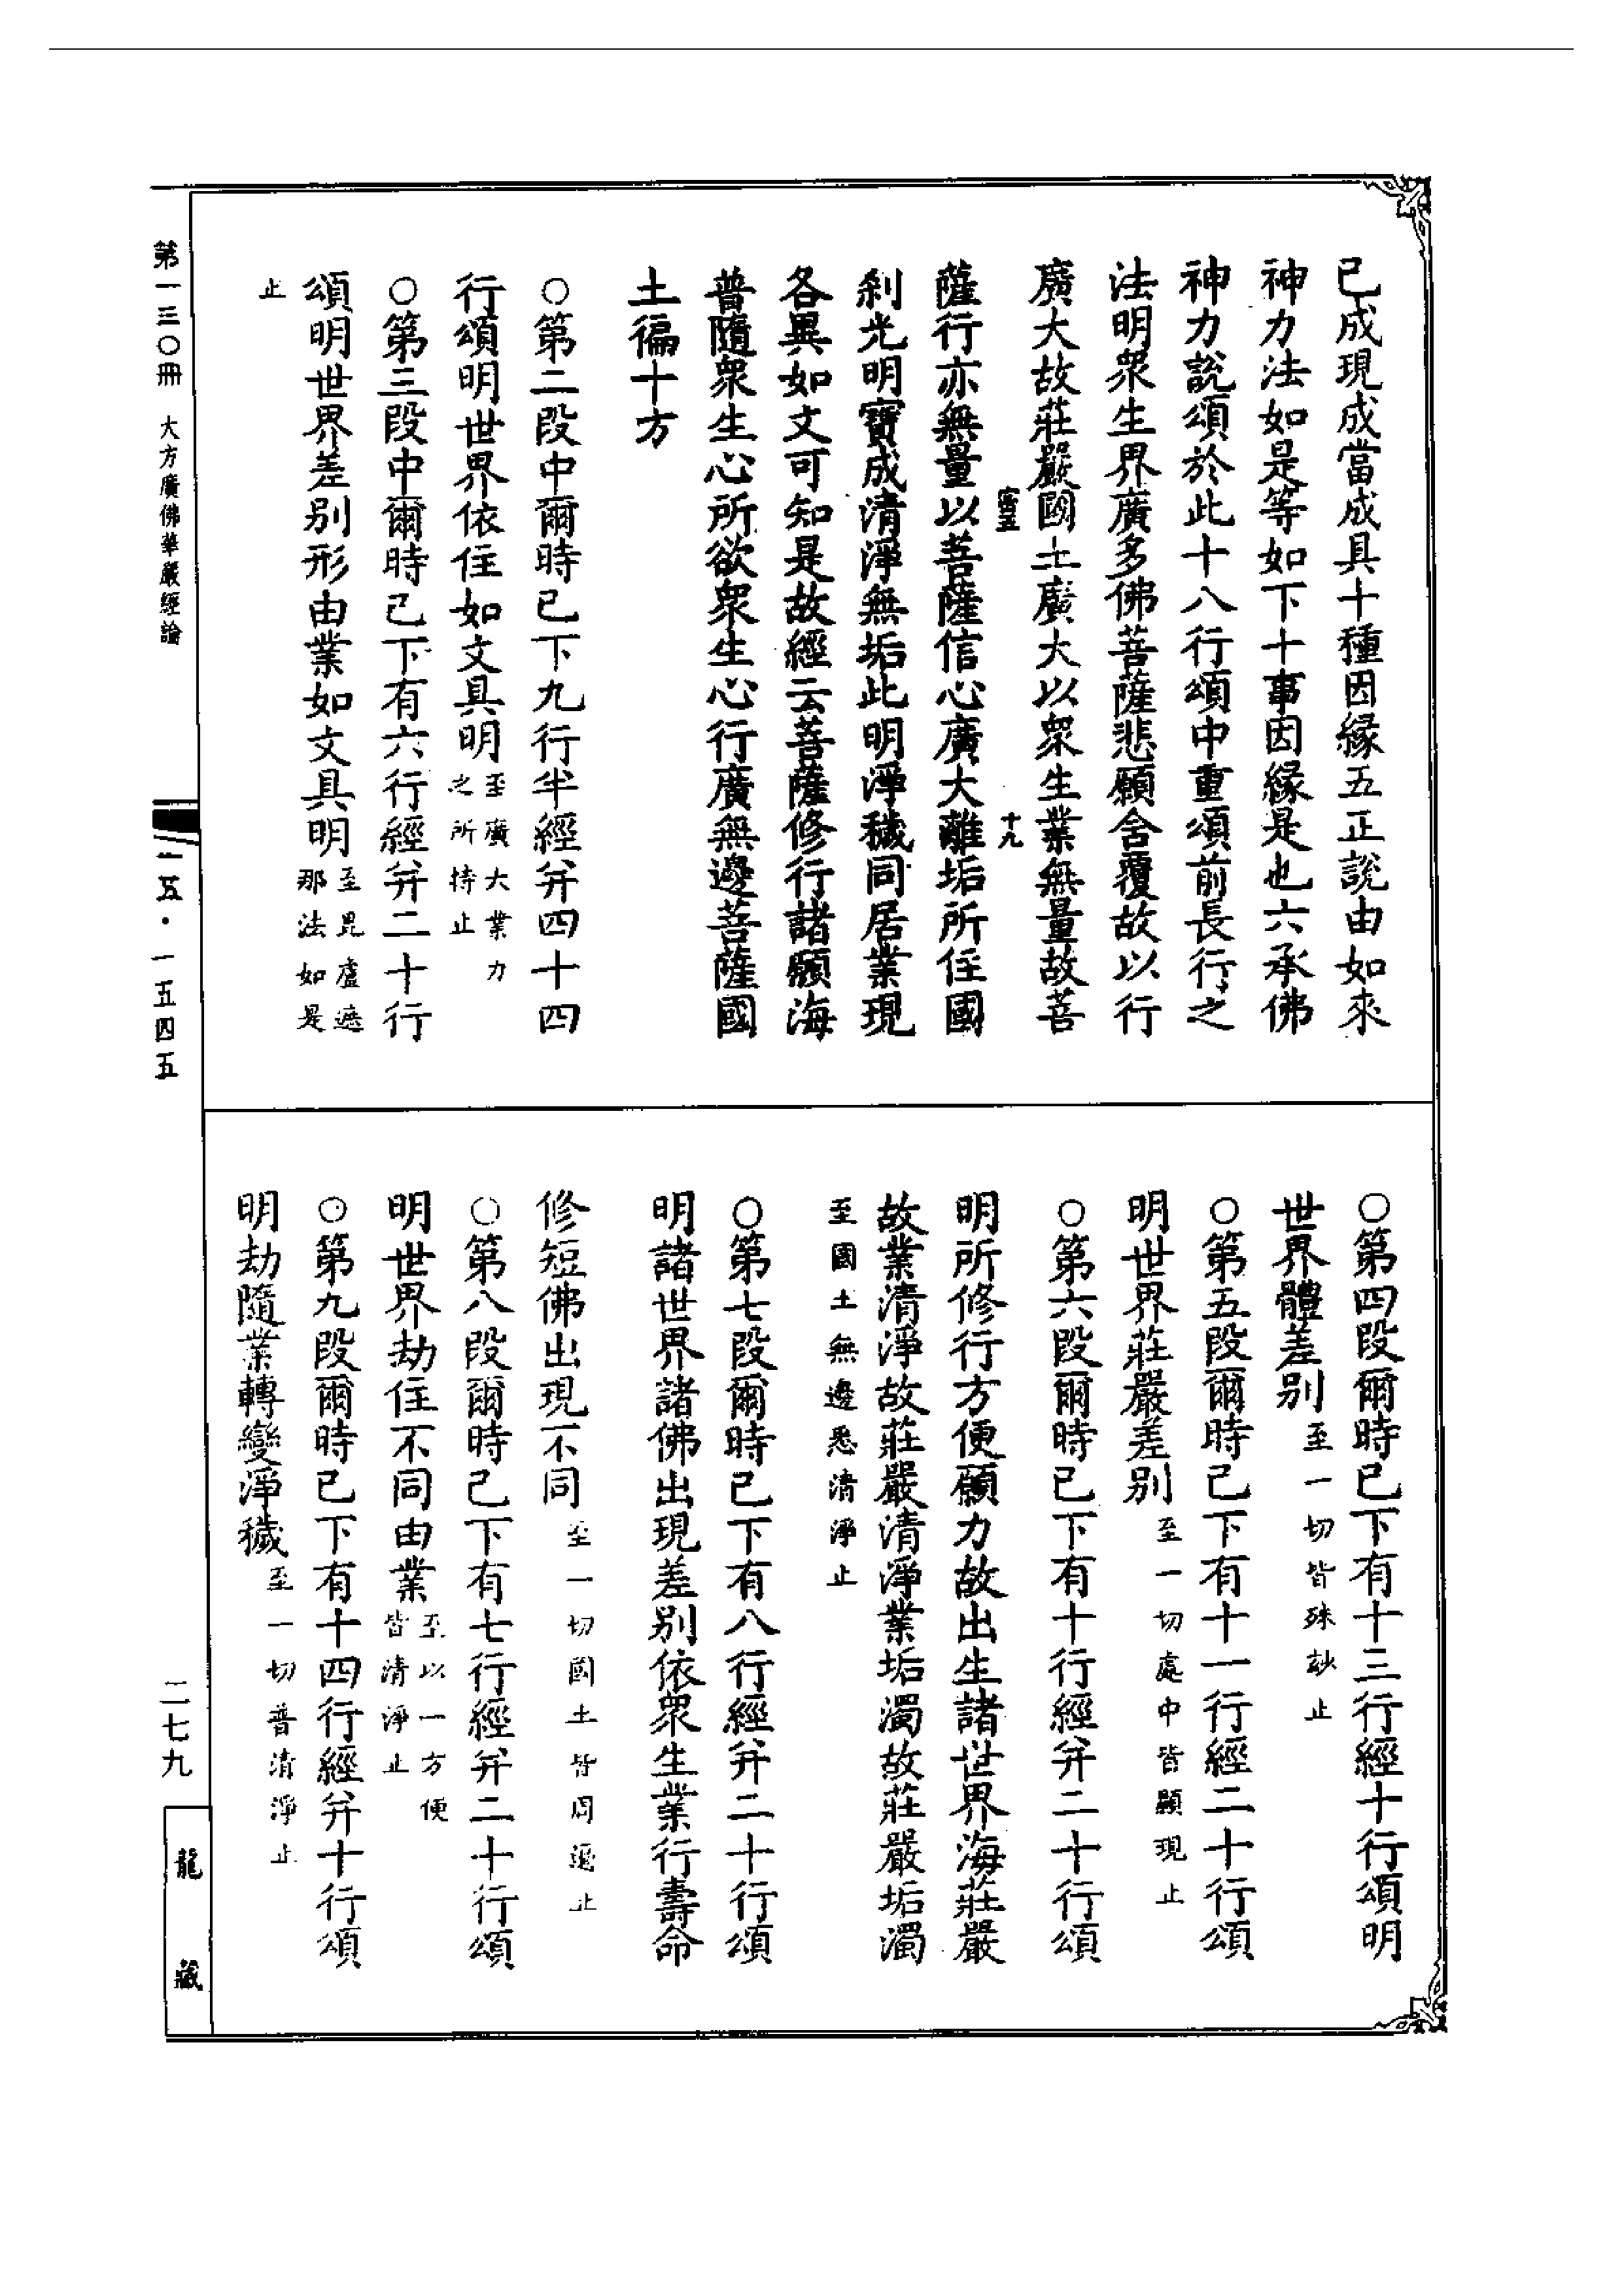 已成現成當成具十種因緣五正說由如來
神力法如是等如下十事因緣是也六承佛
神力說頌於此十八行頌中重頌前長行之
法明眾生界廣多佛菩薩悲願含覆故以行
廣大故莊嚴國土廣大以眾生業無量故菩
十九
薩行亦無量以菩薩信心廣大離垢所住國
剎光明寶成清淨無垢此明淨穢同居業現
各異如文可知是故經云菩薩修行諸願海
普隨眾生心所欲眾生心行廣無邊菩薩國
土徧十方
○第二段中爾時已下九行半經并四十四
行頌明世界依住如文具明至廣大業力之所持止
○第三段中爾時已下有六行經并二十行
頌明世界差別形由業如文具明至毘盧遮那法如是
止
第一三〇冊 大方廣佛華嚴經論
一五・一五四五
○第四段爾時已下有十三行經十行頌明
世界體差別至一切皆殊妙止
○第五段爾時已下有十一行經二十行頌
明世界莊嚴差別至一切處中皆顯現止
○第六段爾時已下有十行經并二十行頌
明所修行方便願力故出生諸世界海莊嚴
故業清淨故莊嚴清淨業垢濁故莊嚴垢濁
至國土無邊悉清淨止
○第七段爾時已下有八行經并二十行頌
明諸世界諸佛出現差別依眾生業行壽命
修短佛出現不同至一切國土皆周遍止
○第八段爾時已下有七行經并二十行頌
明世界劫住不同由業至以一方便皆清淨止
○第九段爾時已下有十四行經并十行頌
明劫隨業轉變淨穢至一切普清淨止
二七九
龍藏